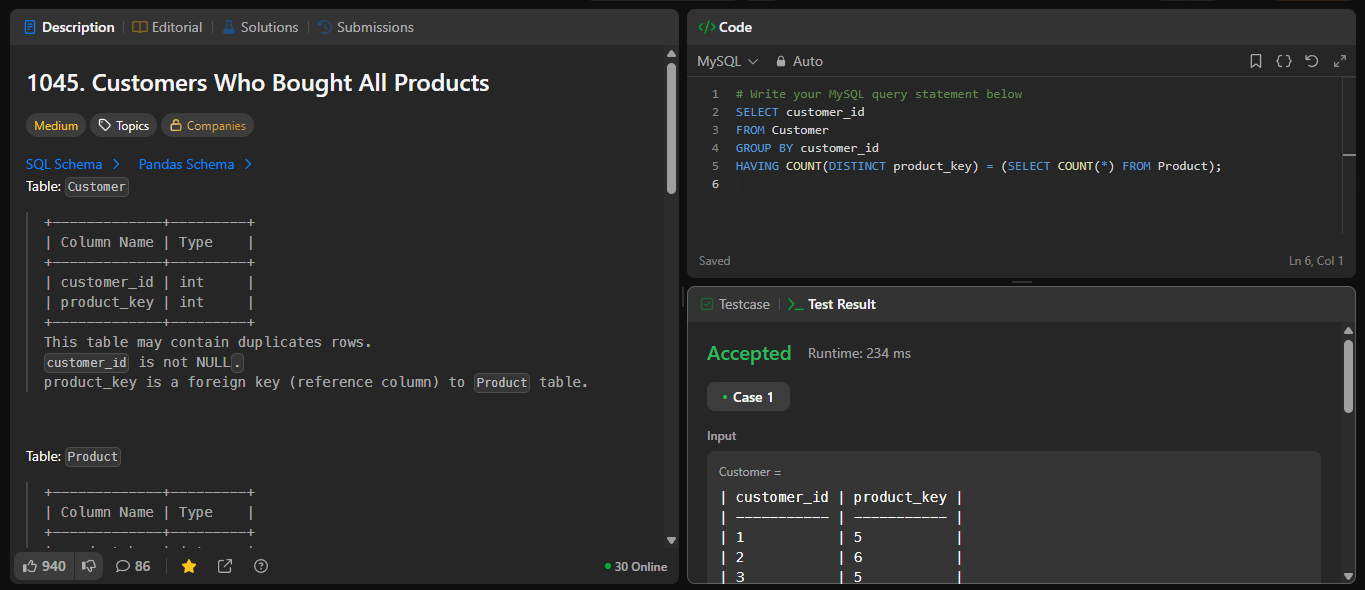 Description | Editorial | Solutions | Submissions
1045. Customers Who Bought All Products
Medium Topics Companies
SQL Schema > Pandas Schema >
Table: Customer
+-------------+---------+
| Column Name | Type    |
+-------------+---------+
| customer_id | int     |
| product_key | int     |
+-------------+---------+
This table may contain duplicates rows.
customer_id is not NULL.
product_key is a foreign key (reference column) to Product table.
Table: Product
+-------------+---------+
| Column Name | Type    |
+-------------+---------+
940 86 30 Online
</> Code
MySQL Auto
1 # Write your MySQL query statement below
2 SELECT customer_id
3 FROM Customer
4 GROUP BY customer_id
5 HAVING COUNT(DISTINCT product_key) = (SELECT COUNT(*) FROM Product);
6
Saved Ln 6, Col 1
Testcase | >_ Test Result
Accepted Runtime: 234 ms
• Case 1
Input
Customer =
| customer_id | product_key |
| ----------- | ----------- |
| 1           | 5           |
| 2           | 6           |
| 3           | 5           |